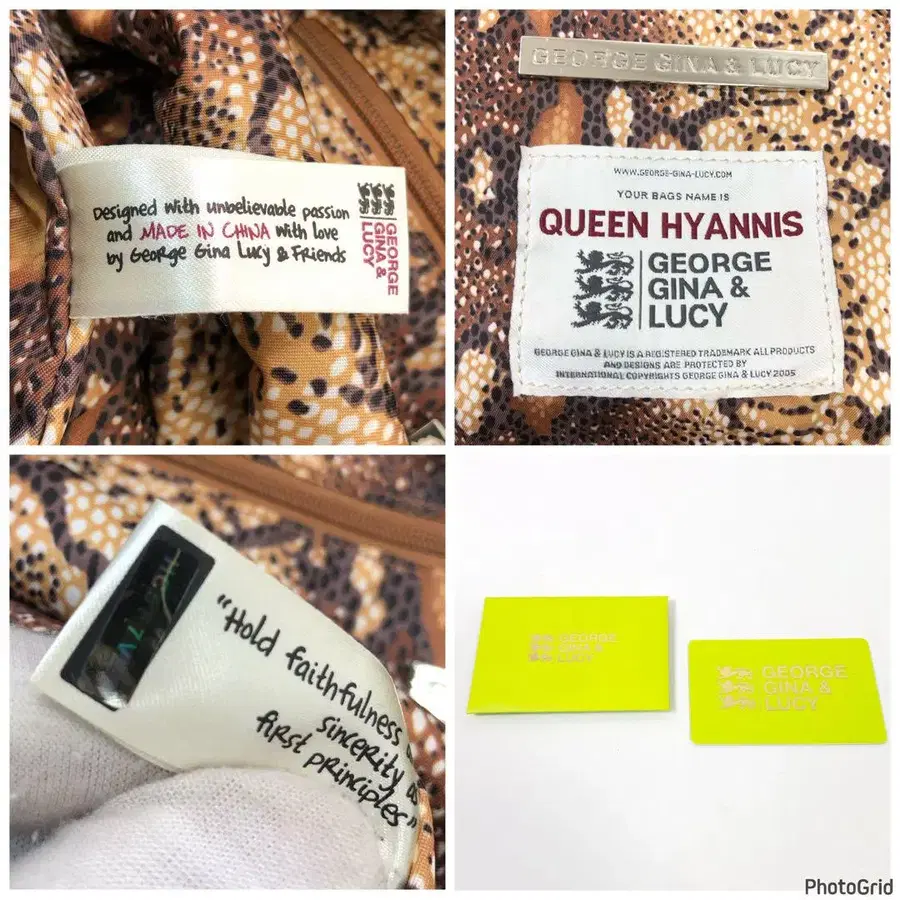 Designed with unbelievable passion
and MADE IN CHINA with love
by George Gina Lucy & Friends
GEORGE
GINA &
LUCY
GEORGE GINA & LUCY
WWW.GEORGE-GINA-LUCY.COM
YOUR BAGS NAME IS
QUEEN HYANNIS
GEORGE
GINA &
LUCY
GEORGE GINA & LUCY IS A REGISTERED TRADEMARK ALL PRODUCTS
AND DESIGNS ARE PROTECTED BY
INTERNATIONAL COPYRIGHTS GEORGE GINA & LUCY 2005
"Hold faithfulness
sincerity as
first principles"
GEORGE
GINA &
LUCY
GEORGE
GINA &
LUCY
PhotoGrid